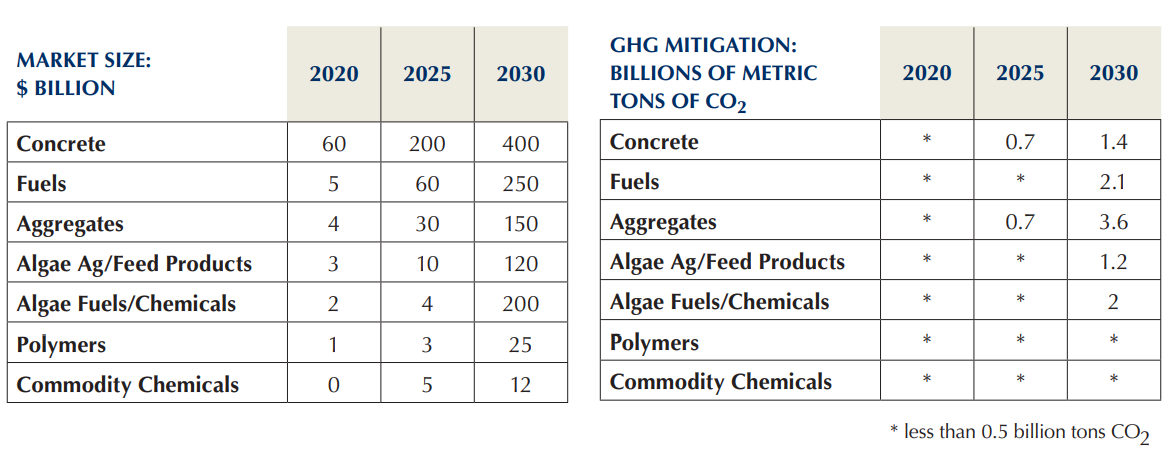 MARKET SIZE:
$ BILLION
2020 2025 2030
Concrete 60 200 400
Fuels 5 60 250
Aggregates 4 30 150
Algae Ag/Feed Products 3 10 120
Algae Fuels/Chemicals 2 4 200
Polymers 1 3 25
Commodity Chemicals 0 5 12
GHG MITIGATION:
BILLIONS OF METRIC
TONS OF CO2
2020 2025 2030
Concrete * 0.7 1.4
Fuels * * 2.1
Aggregates * 0.7 3.6
Algae Ag/Feed Products * * 1.2
Algae Fuels/Chemicals * * 2
Polymers * * *
Commodity Chemicals * * *
* less than 0.5 billion tons CO2